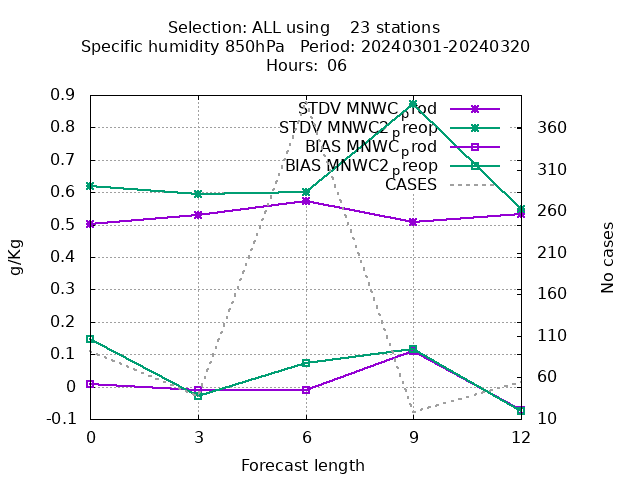 Selection: ALL using    23 stations
Specific humidity 850hPa   Period: 20240301-20240320
Hours: 06
STDV MNWC_prod
STDV MNWC2_preop
BIAS MNWC_prod
BIAS MNWC2_preop
CASES
g/Kg
0.9
0.8
0.7
0.6
0.5
0.4
0.3
0.2
0.1
0
-0.1
No cases
360
310
260
210
160
110
60
10
0 3 6 9 12
Forecast length